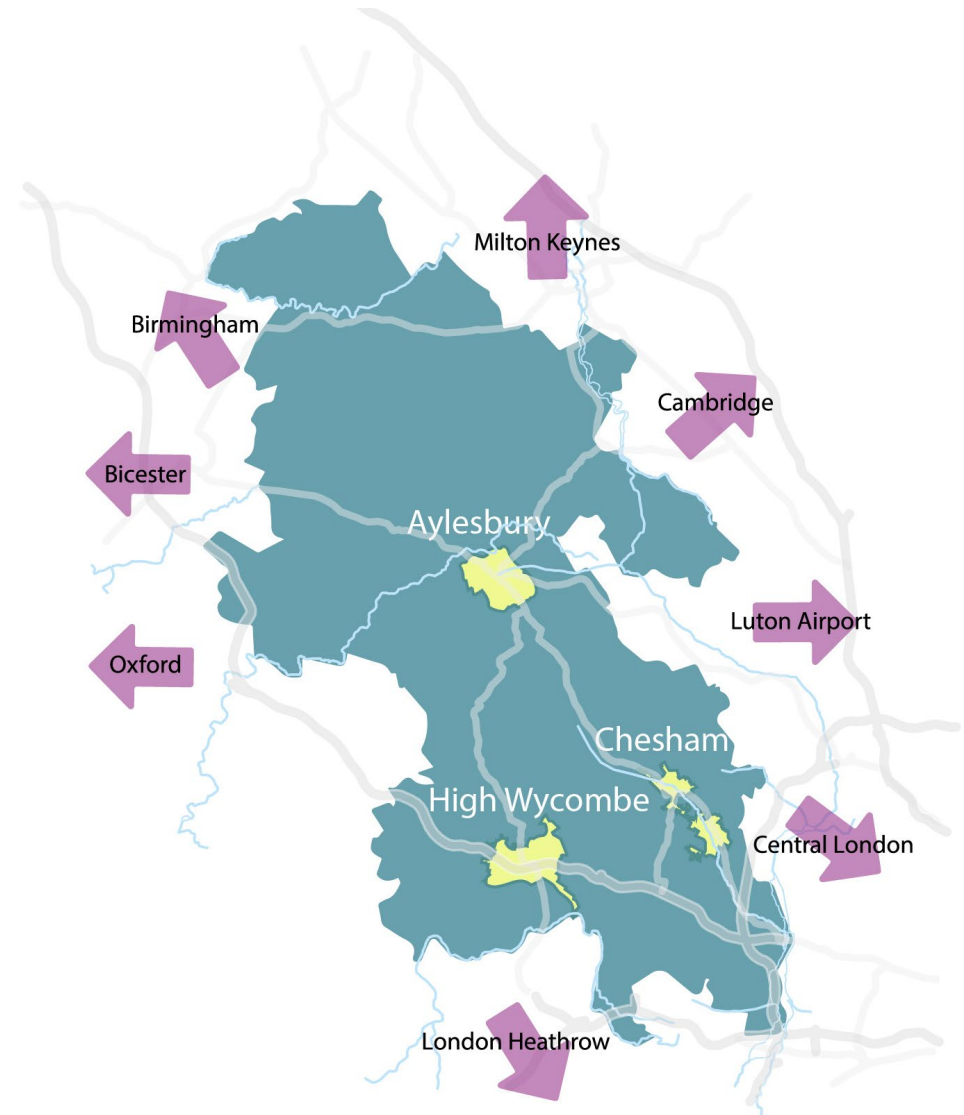 Milton Keynes
Birmingham
Cambridge
Bicester
Aylesbury
Luton Airport
Oxford
Chesham
High Wycombe
Central London
London Heathrow